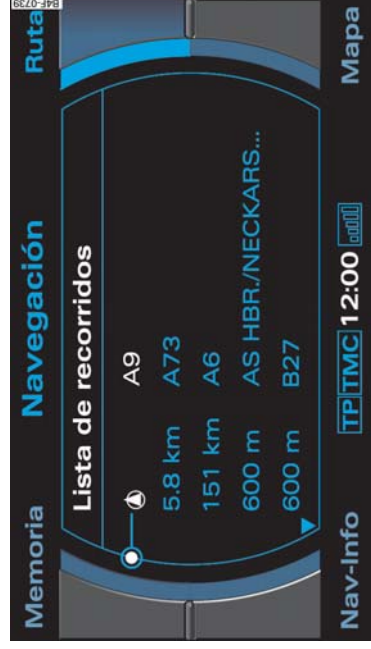 B4F-0739
Memoria Navegación Ruta
Lista de recorridos
A9
5.8 km A73
151 km A6
600 m AS HBR./NECKARS...
600 m B27
Nav-Info TP TMC 12:00 Mapa